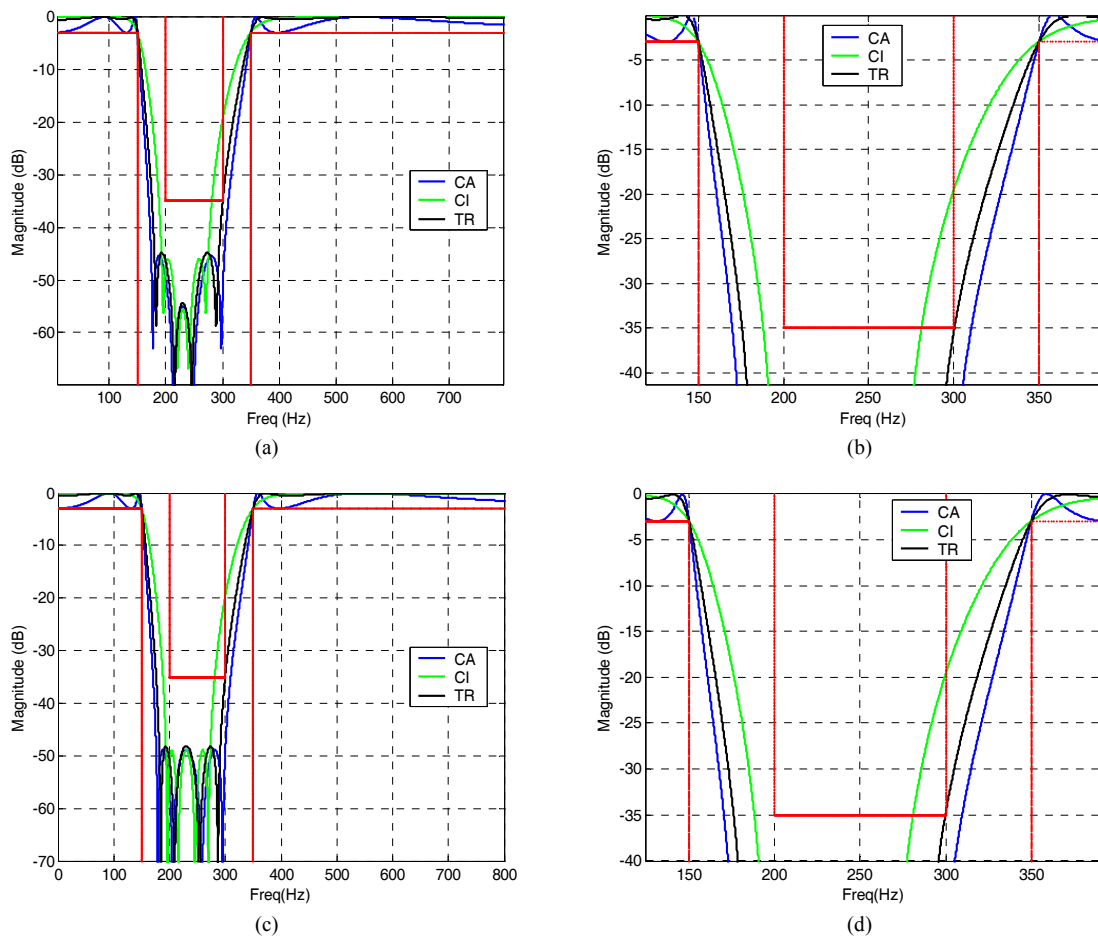 0
-10
-20
-30
-40
-50
-60
Magnitude (dB)
100 200 300 400 500 600 700
Freq (Hz)
CA
CI
TR
(a)
-5
-10
-15
-20
-25
-30
-35
-40
Magnitude (dB)
150 200 250 300 350
Freq (Hz)
CA
CI
TR
(b)
0
-10
-20
-30
-40
-50
-60
-70
Magnitude (dB)
0 100 200 300 400 500 600 700 800
Freq(Hz)
CA
CI
TR
(c)
0
-5
-10
-15
-20
-25
-30
-35
-40
Magnitude (dB)
150 200 250 300 350
Freq(Hz)
CA
CI
TR
(d)